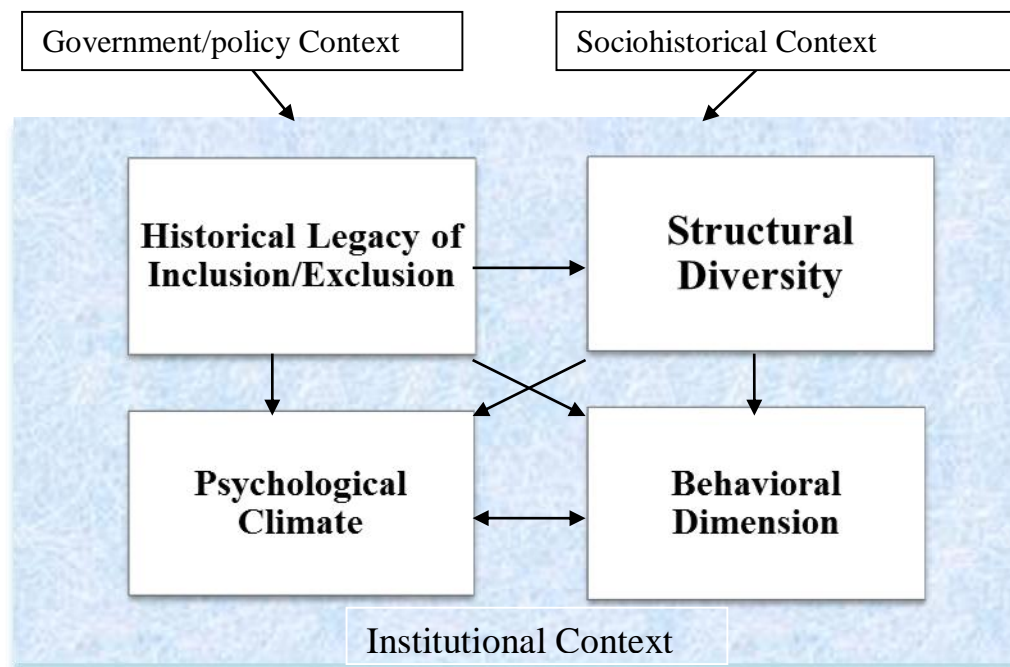 Government/policy Context
Sociohistorical Context
Historical Legacy of
Inclusion/Exclusion
Structural
Diversity
Psychological
Climate
Behavioral
Dimension
Institutional Context